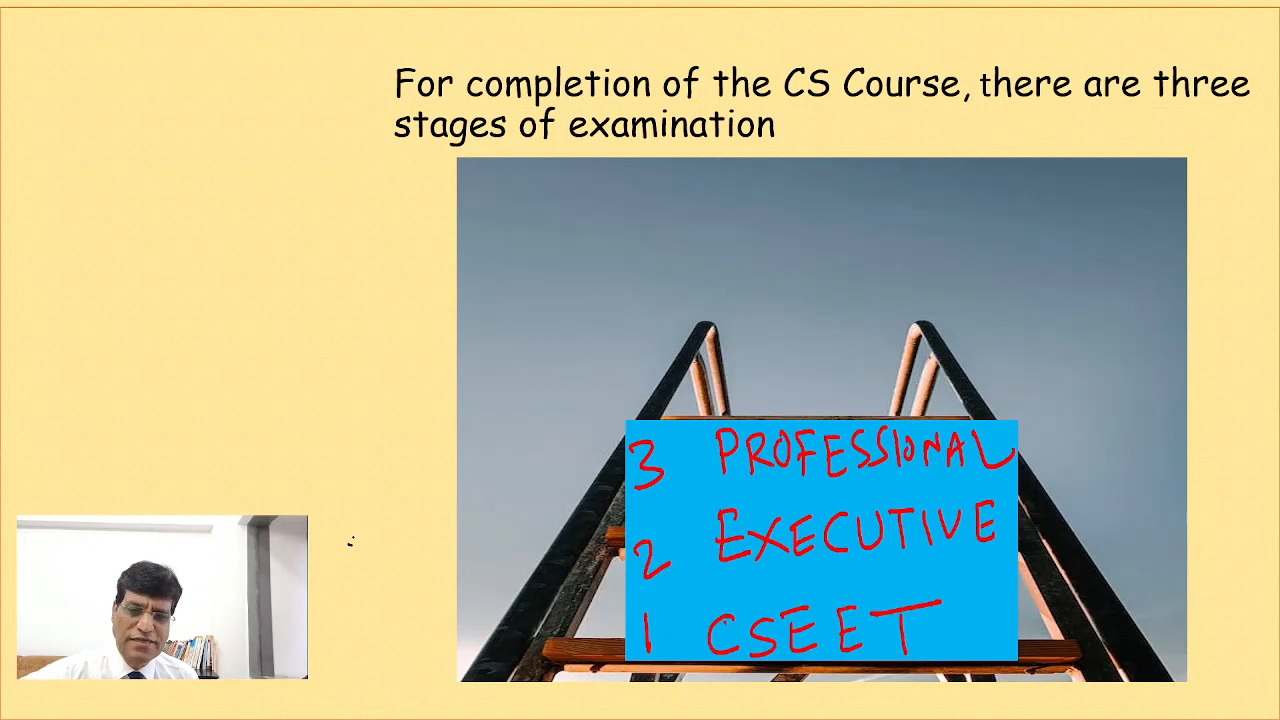 For completion of the CS Course, there are three
stages of examination
3 PROFESSIONAL
2 EXECUTIVE
1 CSEET